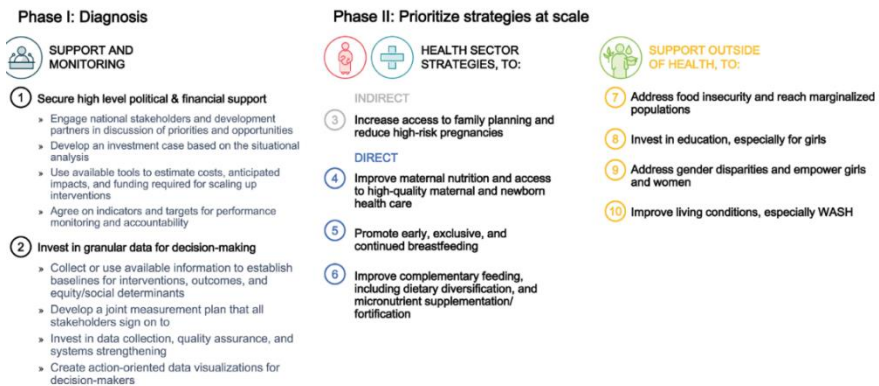 Phase I: Diagnosis
SUPPORT AND
MONITORING
1 Secure high level political & financial support
» Engage national stakeholders and development
partners in discussion of priorities and opportunities
» Develop an investment case based on the situational
analysis
» Use available tools to estimate costs, anticipated
impacts, and funding required for scaling up
interventions
» Agree on indicators and targets for performance
monitoring and accountability
2 Invest in granular data for decision-making
» Collect or use available information to establish
baselines for interventions, outcomes, and
equity/social determinants
» Develop a joint measurement plan that all
stakeholders sign on to
» Invest in data collection, quality assurance, and
systems strengthening
» Create action-oriented data visualizations for
decision-makers
Phase II: Prioritize strategies at scale
HEALTH SECTOR
STRATEGIES, TO:
INDIRECT
3 Increase access to family planning and
reduce high-risk pregnancies
DIRECT
4 Improve maternal nutrition and access
to high-quality maternal and newborn
health care
5 Promote early, exclusive, and
continued breastfeeding
6 Improve complementary feeding,
including dietary diversification, and
micronutrient supplementation/
fortification
SUPPORT OUTSIDE
OF HEALTH, TO:
7 Address food insecurity and reach marginalized
populations
8 Invest in education, especially for girls
9 Address gender disparities and empower girls
and women
10 Improve living conditions, especially WASH